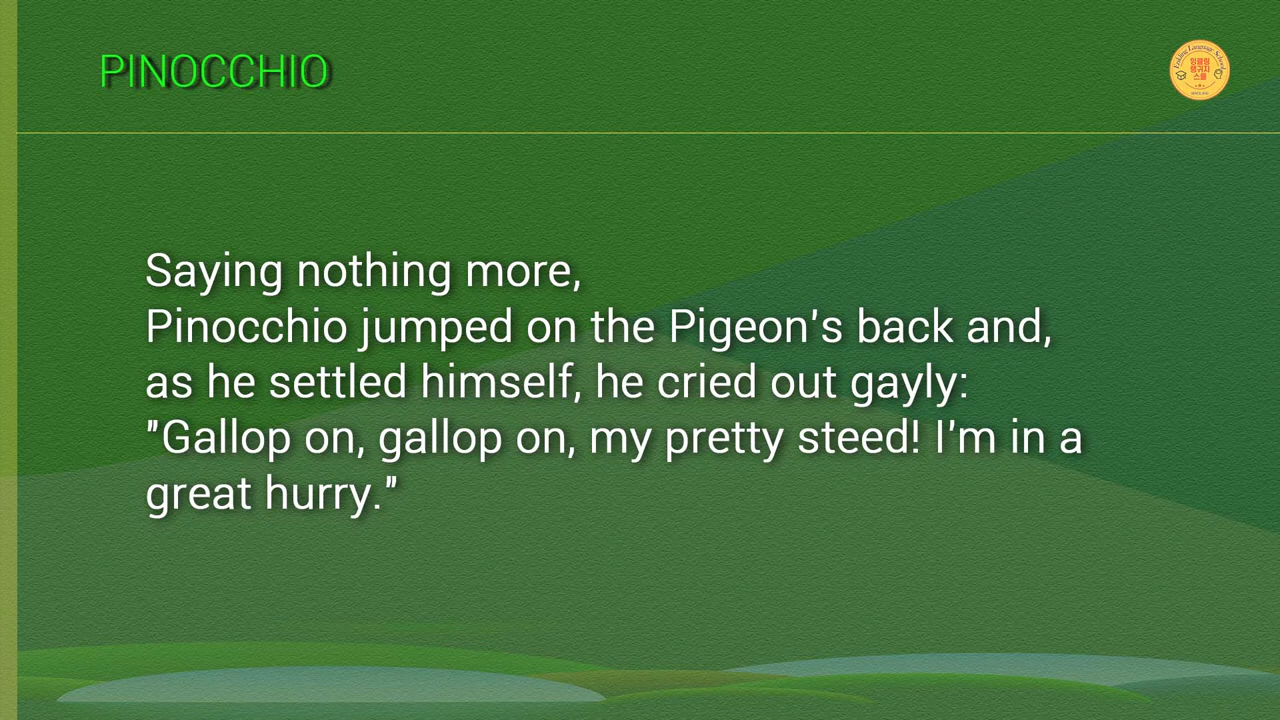 PINOCCHIO
Saying nothing more,
Pinocchio jumped on the Pigeon's back and,
as he settled himself, he cried out gayly:
"Gallop on, gallop on, my pretty steed! I'm in a
great hurry."